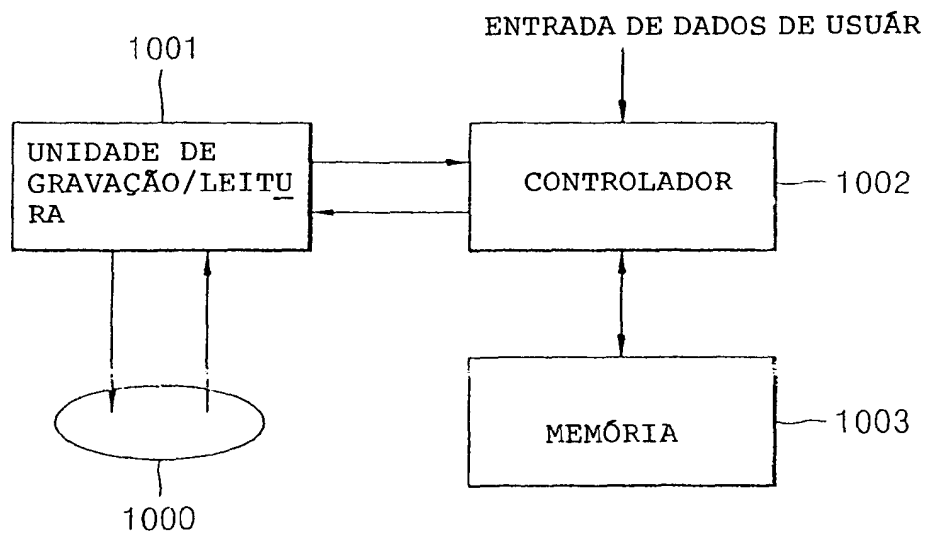 ENTRADA DE DADOS DE USUÁR
1001
UNIDADE DE
GRAVAÇÃO/LEITU
RA
CONTROLADOR
1002
MEMÓRIA
1003
1000